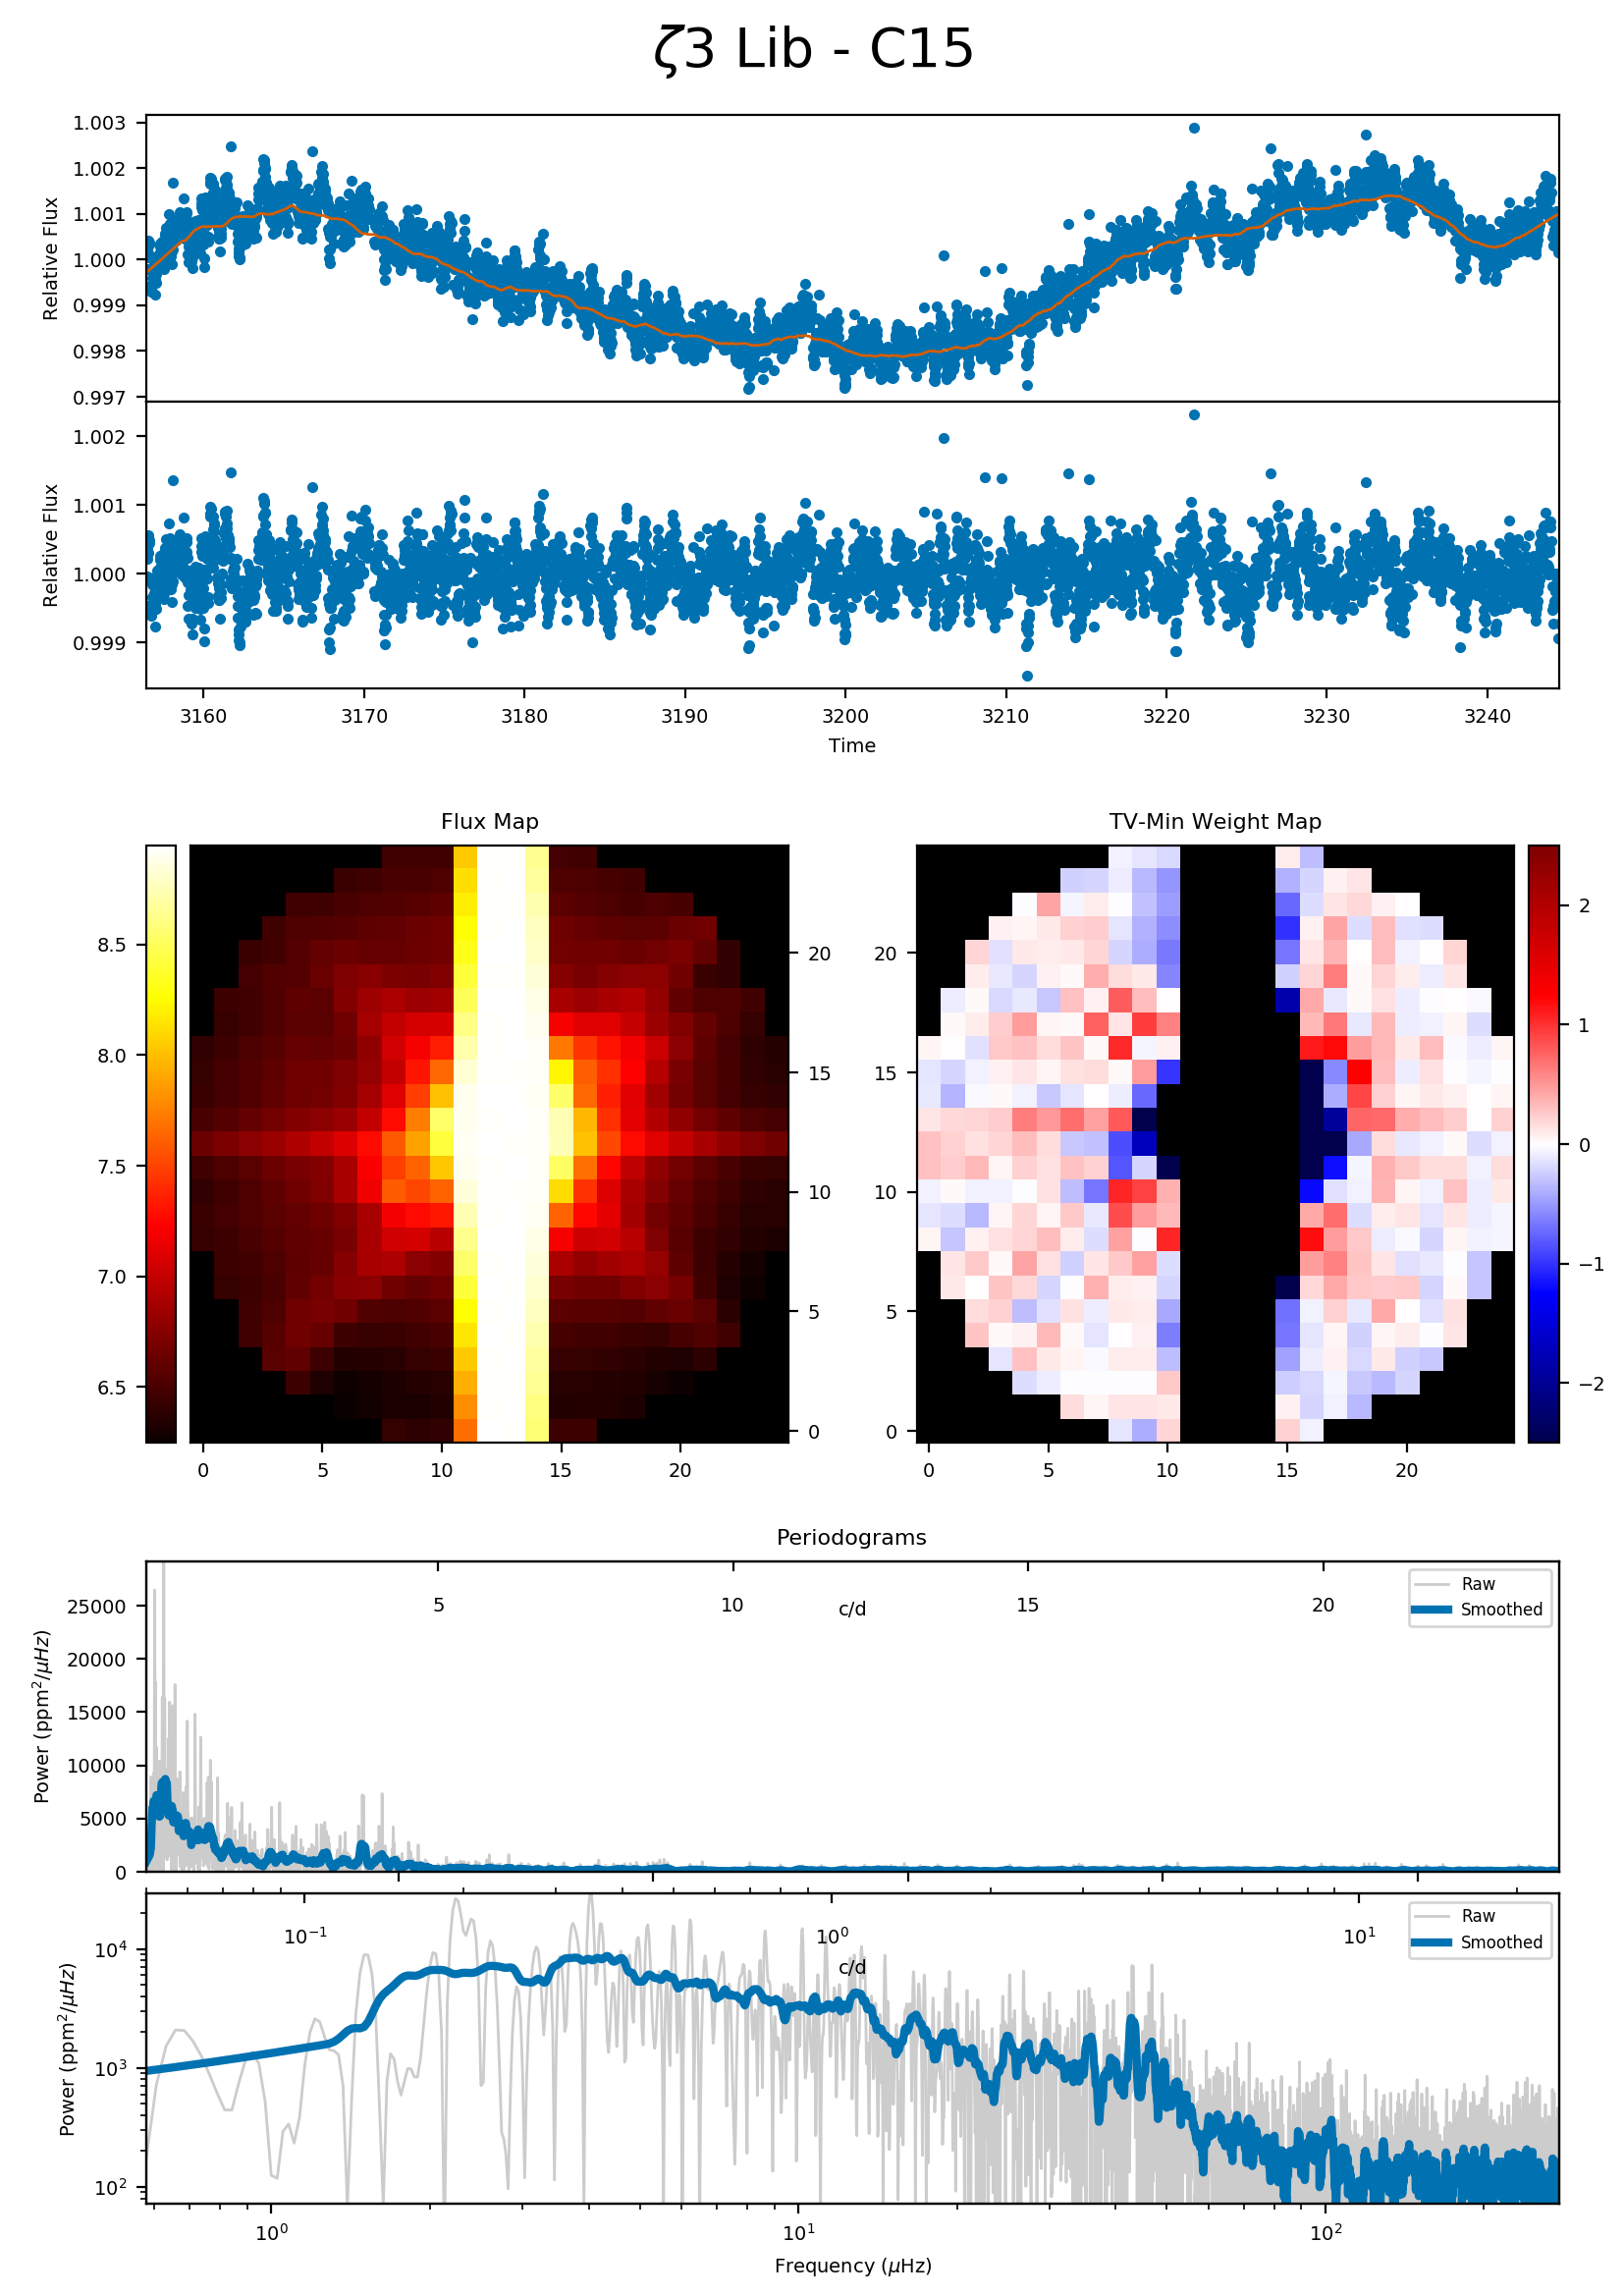 ζ3 Lib - C15
1.003
1.002
1.001
1.000
0.999
0.998
0.997
Relative Flux
1.002
1.001
1.000
0.999
Relative Flux
3160 3170 3180 3190 3200 3210 3220 3230 3240
Time
Flux Map
8.5
8.0
7.5
7.0
6.5
20
15
10
5
0
0 5 10 15 20
TV-Min Weight Map
20
15
10
5
0
0 5 10 15 20
2
1
0
−1
−2
Periodograms
Raw
Smoothed
5 10 15 20
c/d
25000
20000
15000
10000
5000
0
Power (ppm²/μHz)
Raw
Smoothed
10⁻¹ 10⁰ 10¹
c/d
10⁴
10³
10²
Power (ppm²/μHz)
10⁰ 10¹ 10²
Frequency (μHz)